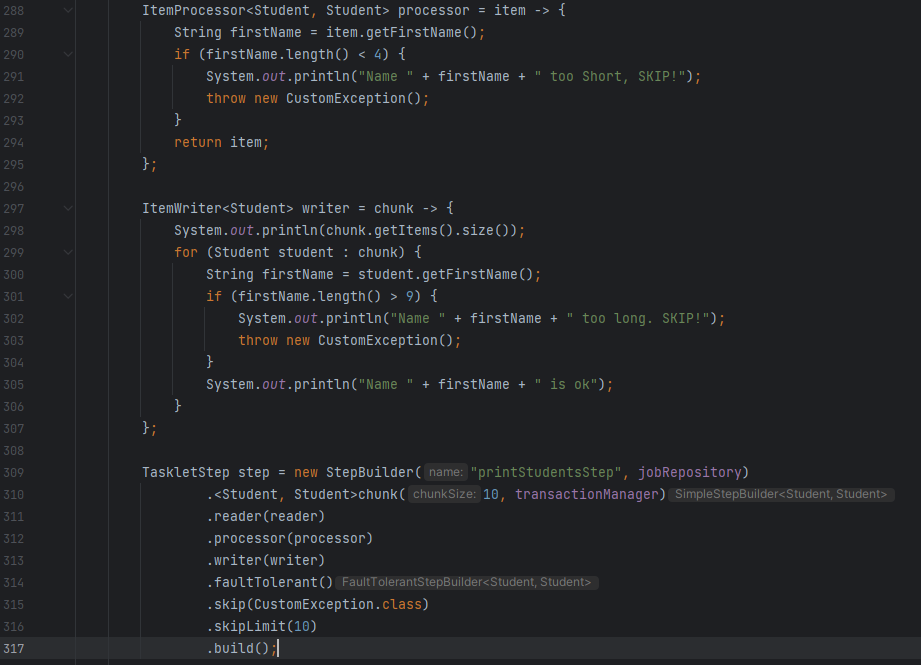 288 ItemProcessor<Student, Student> processor = item -> {
289 String firstName = item.getFirstName();
290 if (firstName.length() < 4) {
291 System.out.println("Name " + firstName + " too Short, SKIP!");
292 throw new CustomException();
293 }
294 return item;
295 };
296
297 ItemWriter<Student> writer = chunk -> {
298 System.out.println(chunk.getItems().size());
299 for (Student student : chunk) {
300 String firstName = student.getFirstName();
301 if (firstName.length() > 9) {
302 System.out.println("Name " + firstName + " too long. SKIP!");
303 throw new CustomException();
304 }
305 System.out.println("Name " + firstName + " is ok");
306 }
307 };
308
309 TaskletStep step = new StepBuilder( name: "printStudentsStep", jobRepository)
310 .<Student, Student>chunk( chunkSize: 10, transactionManager) SimpleStepBuilder<Student, Student>
311 .reader(reader)
312 .processor(processor)
313 .writer(writer)
314 .faultTolerant() FaultTolerantStepBuilder<Student, Student>
315 .skip(CustomException.class)
316 .skipLimit(10)
317 .build();